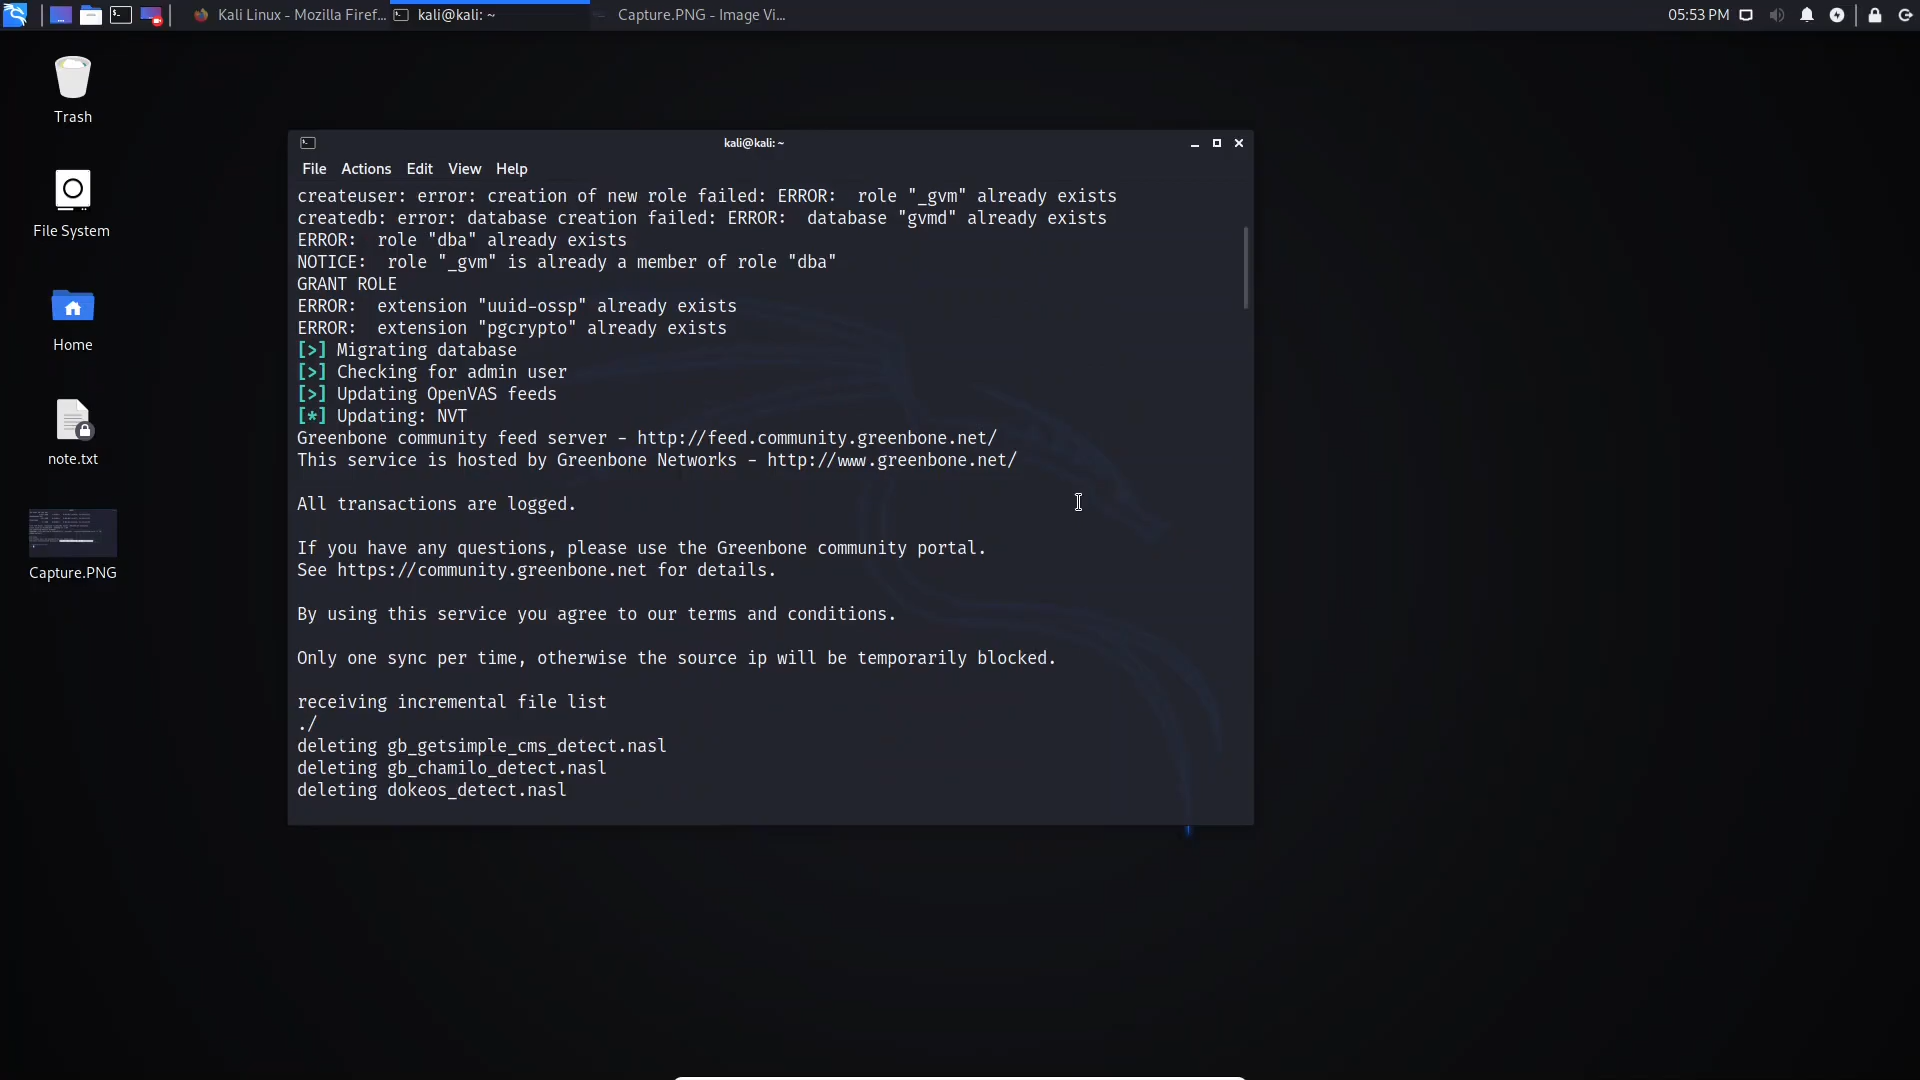 Kali Linux - Mozilla Firef...
kali@kali: ~
Capture.PNG - Image Vi...
05:53 PM
Trash
File System
Home
note.txt
Capture.PNG
kali@kali: ~
File Actions Edit View Help
createuser: error: creation of new role failed: ERROR:  role "_gvm" already exists
createdb: error: database creation failed: ERROR:  database "gvmd" already exists
ERROR:  role "dba" already exists
NOTICE:  role "_gvm" is already a member of role "dba"
GRANT ROLE
ERROR:  extension "uuid-ossp" already exists
ERROR:  extension "pgcrypto" already exists
[>] Migrating database
[>] Checking for admin user
[>] Updating OpenVAS feeds
[*] Updating: NVT
Greenbone community feed server - http://feed.community.greenbone.net/
This service is hosted by Greenbone Networks - http://www.greenbone.net/
All transactions are logged.
If you have any questions, please use the Greenbone community portal.
See https://community.greenbone.net for details.
By using this service you agree to our terms and conditions.
Only one sync per time, otherwise the source ip will be temporarily blocked.
receiving incremental file list
./
deleting gb_getsimple_cms_detect.nasl
deleting gb_chamilo_detect.nasl
deleting dokeos_detect.nasl